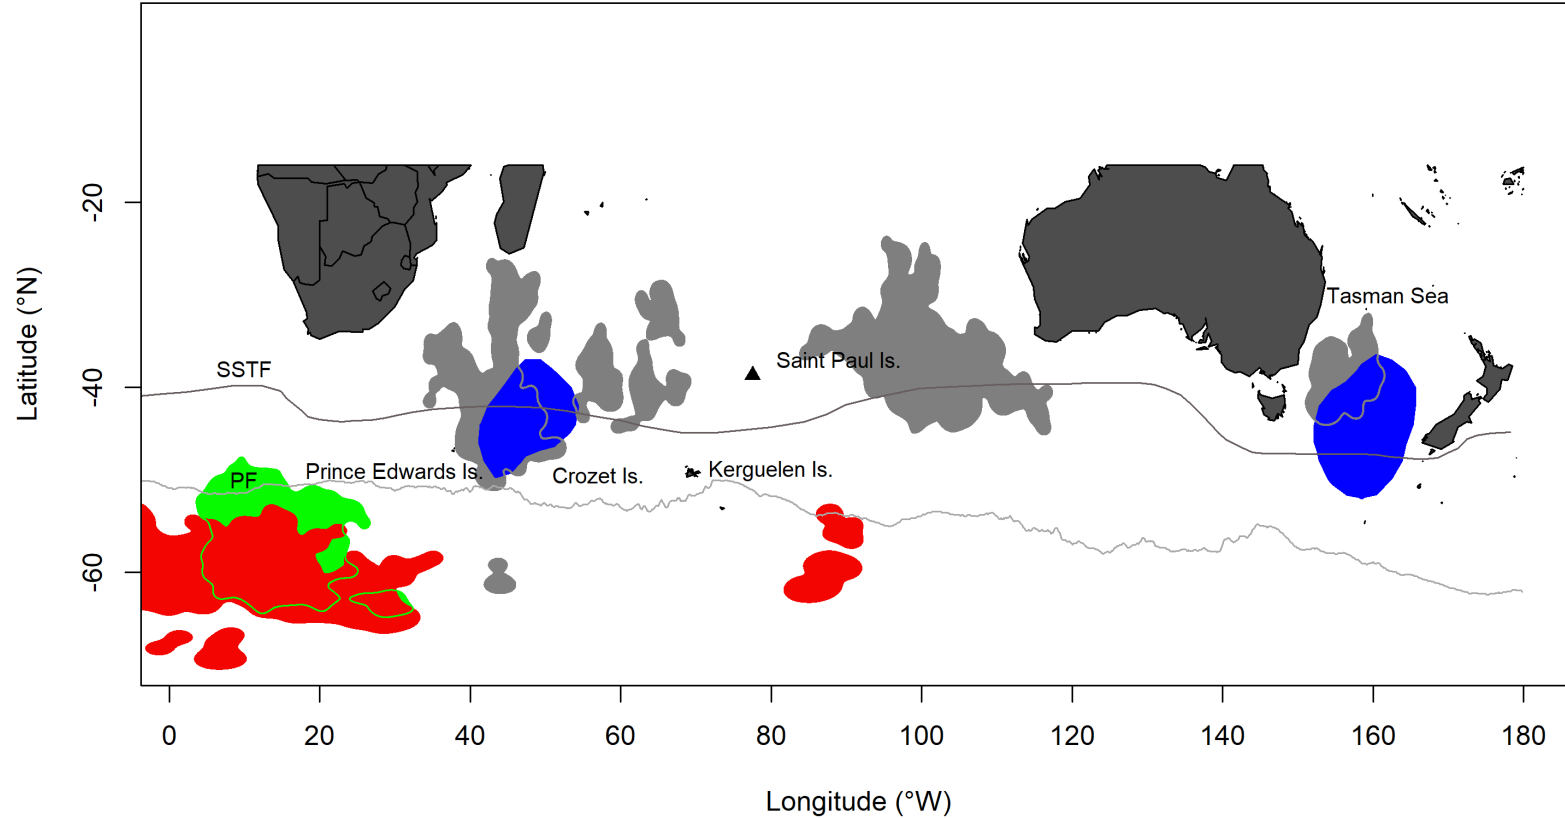 Tasman Sea
Saint Paul Is.
SSTF
PF
Prince Edwards Is.
Crozet Is.
Kerguelen Is.
-20
-40
-60
Latitude (°N)
0 20 40 60 80 100 120 140 160 180
Longitude (°W)